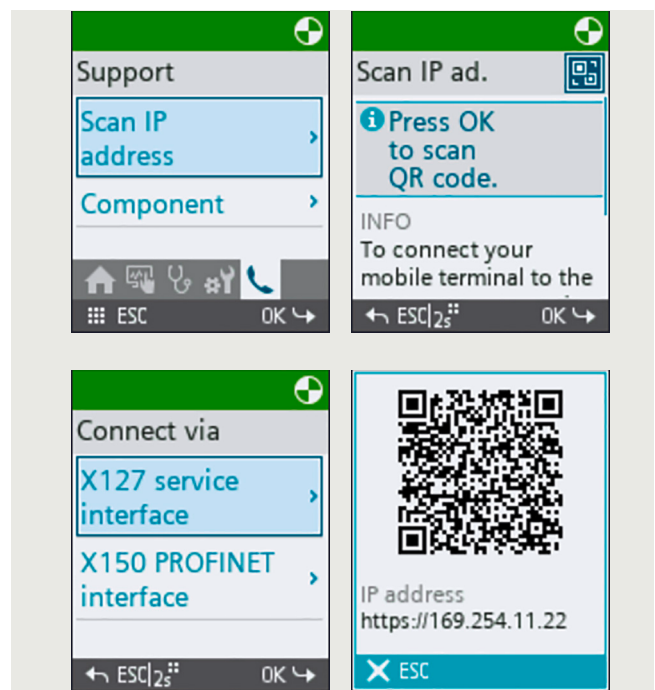 Support
Scan IP
address
Component
ESC OK
Scan IP ad.
Press OK
to scan
QR code.
INFO
To connect your
mobile terminal to the
ESC 2s OK
Connect via
X127 service
interface
X150 PROFINET
interface
ESC 2s OK
IP address
https://169.254.11.22
ESC